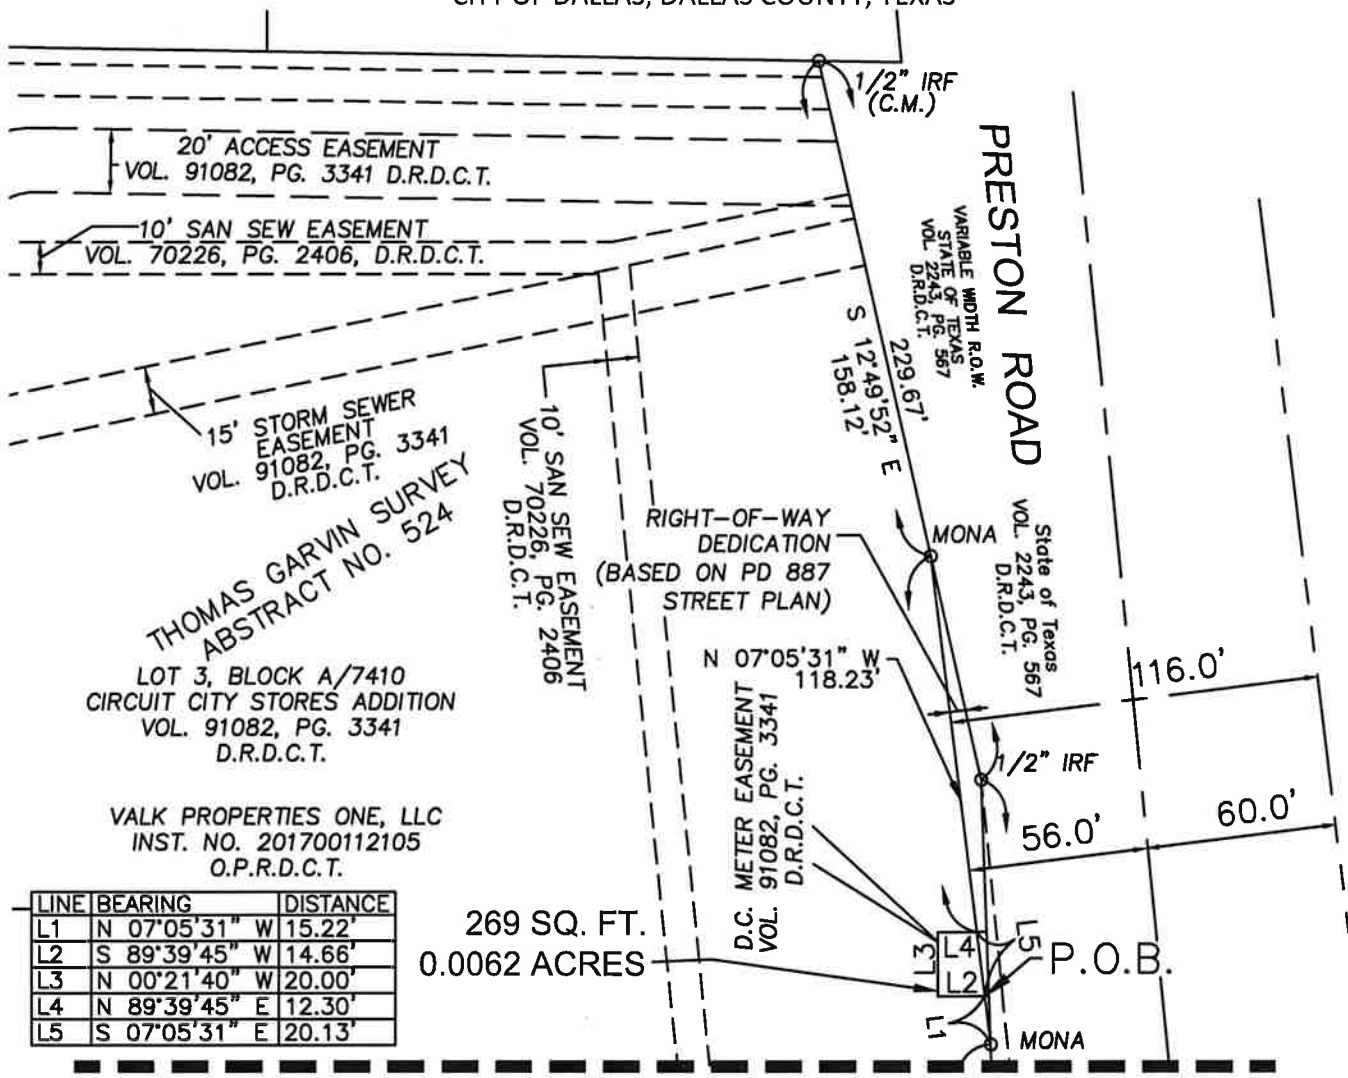 CITY OF DALLAS, DALLAS COUNTY, TEXAS
1/2" IRF
(C.M.)
20' ACCESS EASEMENT
VOL. 91082, PG. 3341 D.R.D.C.T.
10' SAN SEW EASEMENT
VOL. 70226, PG. 2406, D.R.D.C.T.
PRESTON ROAD
VARIABLE WIDTH R.O.W.
STATE OF TEXAS
VOL. 2243, PG. 567
D.R.D.C.T.
229.67'
S 12°49'52" E
158.12'
15' STORM SEWER
EASEMENT
VOL. 91082, PG. 3341
D.R.D.C.T.
THOMAS GARVIN SURVEY
ABSTRACT NO. 524
10' SAN SEW EASEMENT
VOL. 70226, PG. 2406
D.R.D.C.T.
RIGHT-OF-WAY
DEDICATION
(BASED ON PD 887
STREET PLAN)
MONA
State of Texas
VOL. 2243, PG. 567
D.R.D.C.T.
N 07°05'31" W
118.23'
116.0'
LOT 3, BLOCK A/7410
CIRCUIT CITY STORES ADDITION
VOL. 91082, PG. 3341
D.R.D.C.T.
D.C. METER EASEMENT
VOL. 91082, PG. 3341
D.R.D.C.T.
1/2" IRF
56.0'
60.0'
VALK PROPERTIES ONE, LLC
INST. NO. 201700112105
O.P.R.D.C.T.
LINE BEARING DISTANCE
L1 N 07°05'31" W 15.22'
L2 S 89°39'45" W 14.66'
L3 N 00°21'40" W 20.00'
L4 N 89°39'45" E 12.30'
L5 S 07°05'31" E 20.13'
269 SQ. FT.
0.0062 ACRES
L3
L4
L2
L5
P.O.B.
L1
MONA